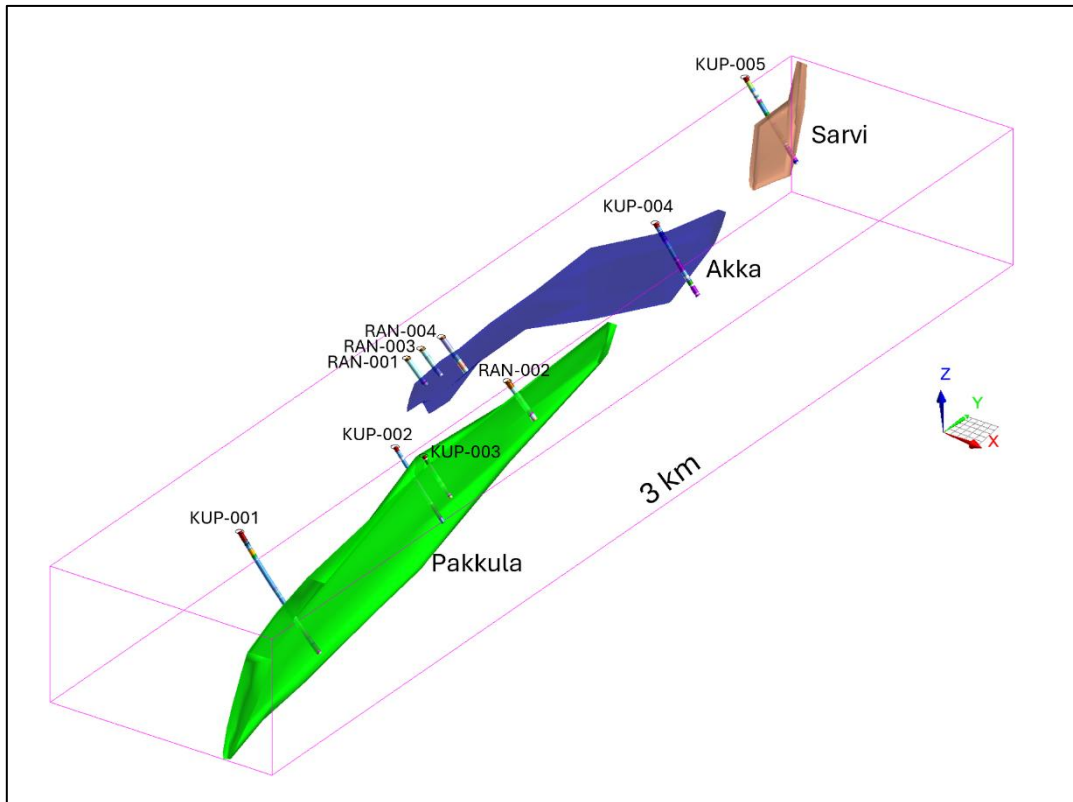 KUP-005
Sarvi
KUP-004
Akka
RAN-004
RAN-003
RAN-001
RAN-002
KUP-002
KUP-003
3 km
KUP-001
Pakkula
Z
Y
X